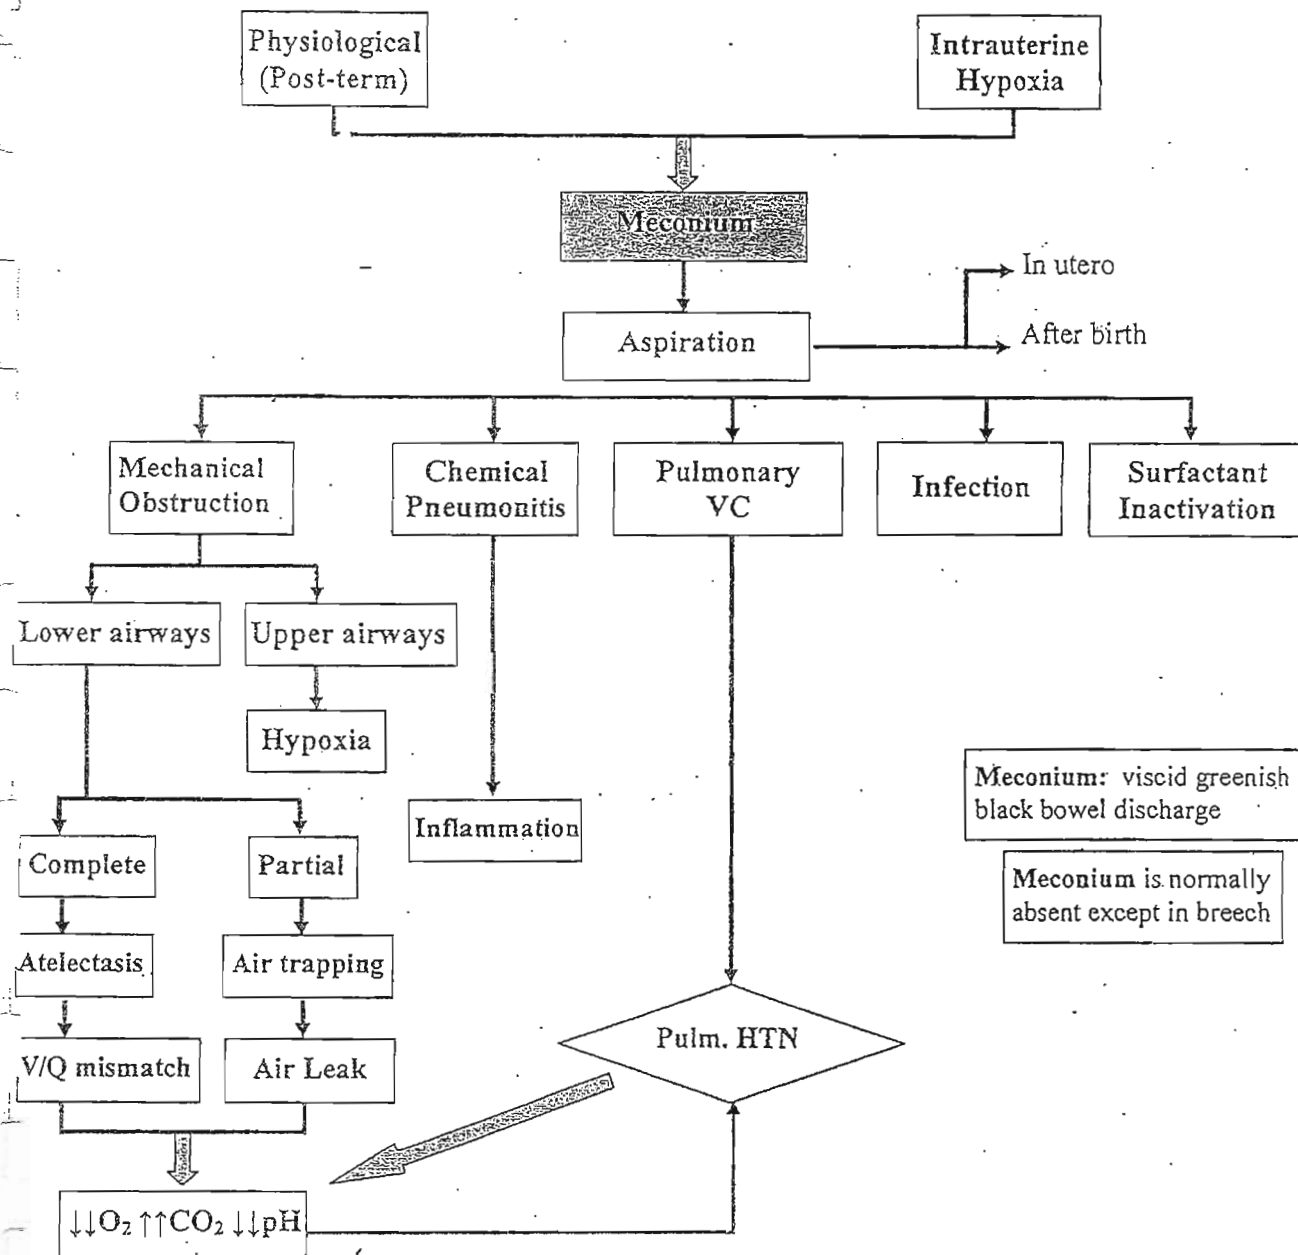 Physiological
(Post-term)
Intrauterine
Hypoxia
Meconium
Aspiration
In utero
After birth
Mechanical
Obstruction
Chemical
Pneumonitis
Pulmonary
VC
Infection
Surfactant
Inactivation
Lower airways
Upper airways
Hypoxia
Meconium: viscid greenish
black bowel discharge
Inflammation
Complete
Partial
Meconium is normally
absent except in breech
Atelectasis
Air trapping
Pulm. HTN
V/Q mismatch
Air Leak
↓↓O₂ ↑↑CO₂ ↓↓pH